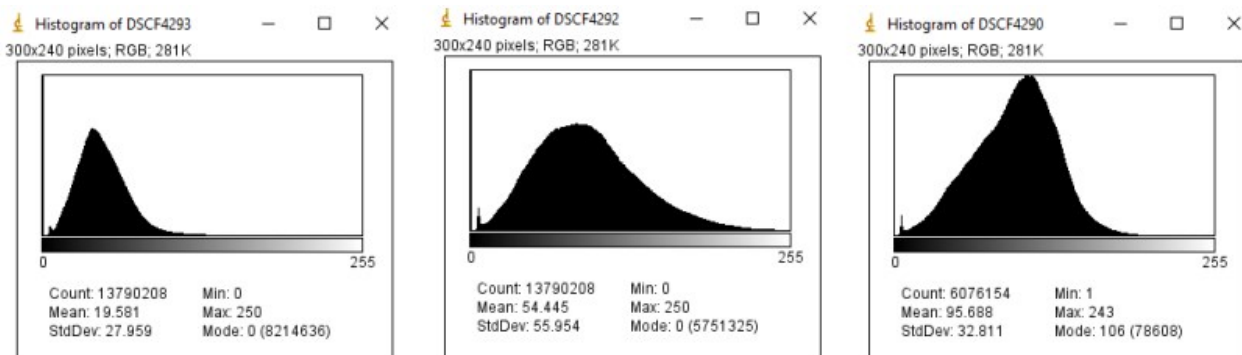 Histogram of DSCF4293
300x240 pixels; RGB; 281K
0 255
Count: 13790208 Min: 0
Mean: 19.581 Max: 250
StdDev: 27.959 Mode: 0 (8214636)
Histogram of DSCF4292
300x240 pixels; RGB; 281K
0 255
Count: 13790208 Min: 0
Mean: 54.445 Max: 250
StdDev: 55.954 Mode: 0 (5751325)
Histogram of DSCF4290
300x240 pixels; RGB; 281K
0 255
Count: 6076154 Min: 1
Mean: 95.688 Max: 243
StdDev: 32.811 Mode: 106 (78608)